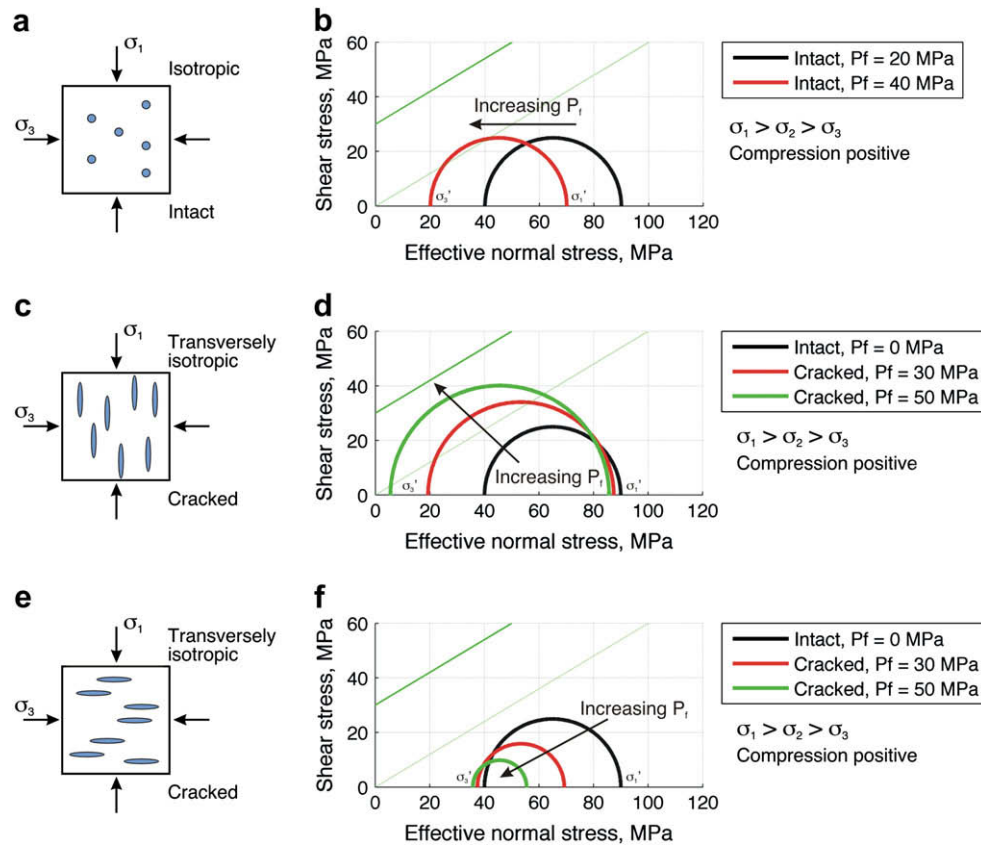 a
σ₁
Isotropic
σ₃
Intact
b
Shear stress, MPa
60
40
20
0
Increasing Pf
σ₃'
σ₁'
0 20 40 60 80 100 120
Effective normal stress, MPa
Intact, Pf = 20 MPa
Intact, Pf = 40 MPa
σ₁ > σ₂ > σ₃
Compression positive
c
σ₁
Transversely
isotropic
σ₃
Cracked
d
Shear stress, MPa
60
40
20
0
Increasing Pf
σ₃'
σ₁'
0 20 40 60 80 100 120
Effective normal stress, MPa
Intact, Pf = 0 MPa
Cracked, Pf = 30 MPa
Cracked, Pf = 50 MPa
σ₁ > σ₂ > σ₃
Compression positive
e
σ₁
Transversely
isotropic
σ₃
Cracked
f
Shear stress, MPa
60
40
20
0
Increasing Pf
σ₃'
σ₁'
0 20 40 60 80 100 120
Effective normal stress, MPa
Intact, Pf = 0 MPa
Cracked, Pf = 30 MPa
Cracked, Pf = 50 MPa
σ₁ > σ₂ > σ₃
Compression positive